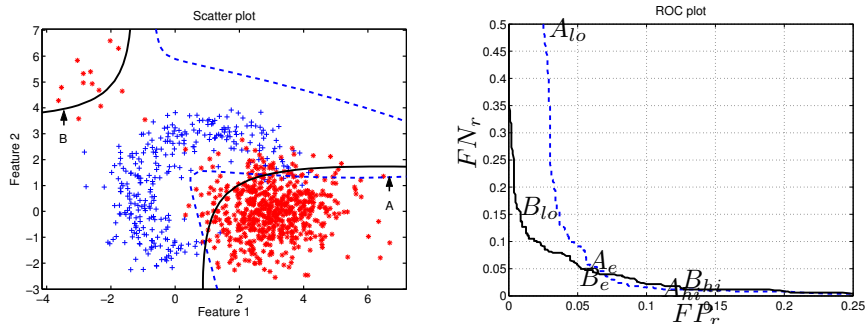 Scatter plot
7
6
5
4
3
2
1
0
−1
−2
−3
−4 −2 0 2 4 6
Feature 1
Feature 2
B
A
ROC plot
0.5
0.45
0.4
0.35
0.3
0.25
0.2
0.15
0.1
0.05
0
0 0.05 0.1 0.15 0.2 0.25
FP_r
FN_r
A_lo
B_lo
A_e
B_e
A_hi
B_hi